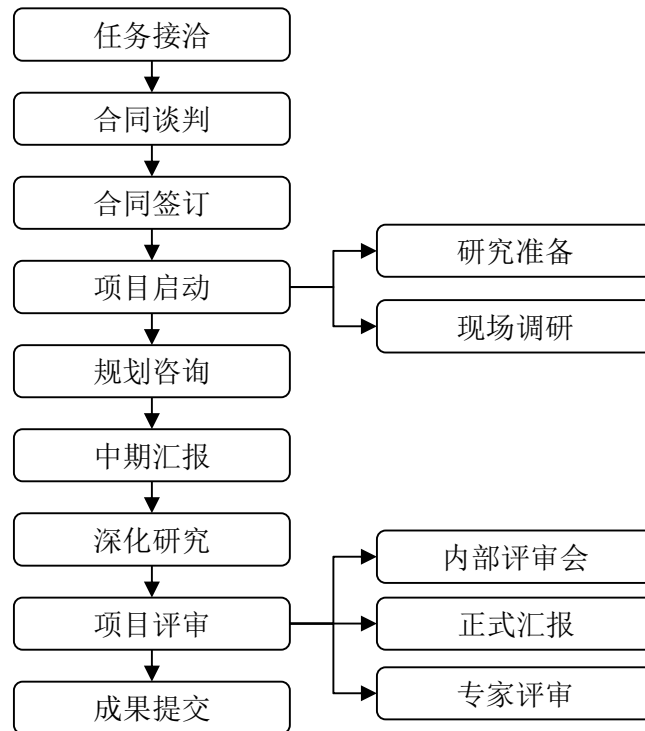 任务接洽
合同谈判
合同签订
项目启动
研究准备
现场调研
规划咨询
中期汇报
深化研究
项目评审
内部评审会
正式汇报
专家评审
成果提交